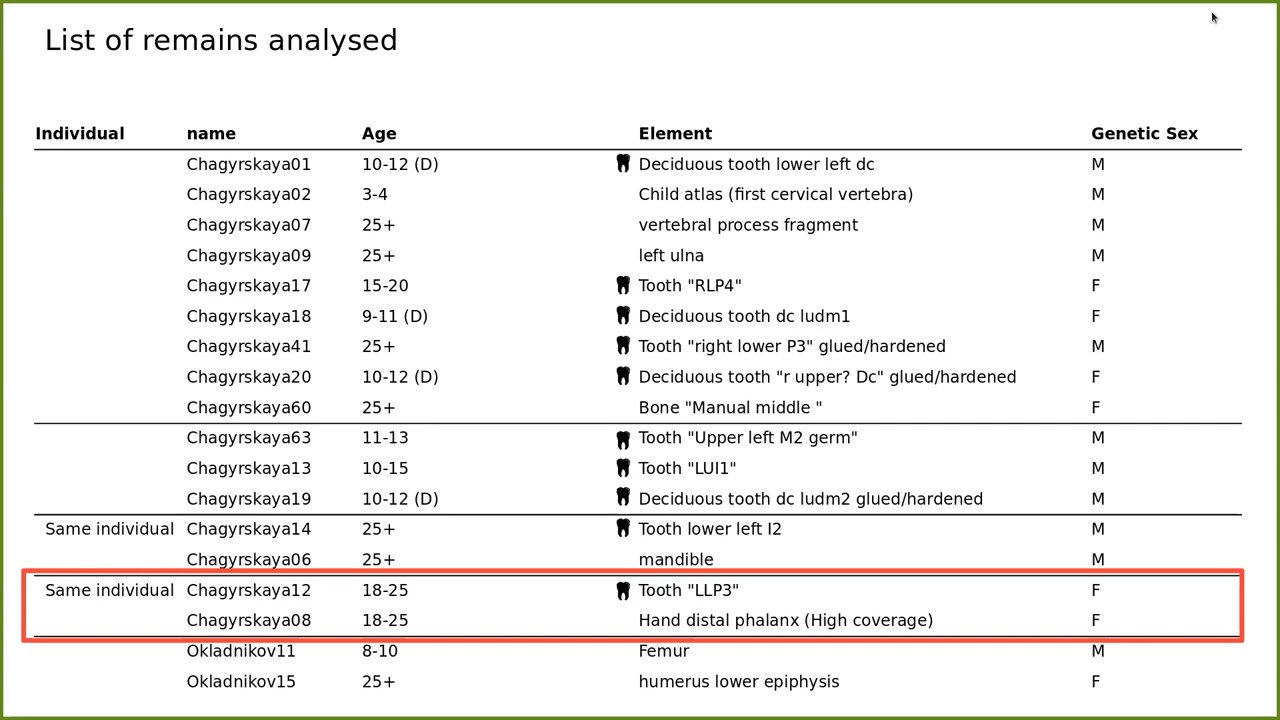 List of remains analysed
Individual name Age Element Genetic Sex
Chagyrskaya01 10-12 (D) Deciduous tooth lower left dc M
Chagyrskaya02 3-4 Child atlas (first cervical vertebra) M
Chagyrskaya07 25+ vertebral process fragment M
Chagyrskaya09 25+ left ulna M
Chagyrskaya17 15-20 Tooth "RLP4" F
Chagyrskaya18 9-11 (D) Deciduous tooth dc ludm1 F
Chagyrskaya41 25+ Tooth "right lower P3" glued/hardened M
Chagyrskaya20 10-12 (D) Deciduous tooth "r upper? Dc" glued/hardened F
Chagyrskaya60 25+ Bone "Manual middle " F
Chagyrskaya63 11-13 Tooth "Upper left M2 germ" M
Chagyrskaya13 10-15 Tooth "LUI1" M
Chagyrskaya19 10-12 (D) Deciduous tooth dc ludm2 glued/hardened M
Same individual Chagyrskaya14 25+ Tooth lower left I2 M
Chagyrskaya06 25+ mandible M
Same individual Chagyrskaya12 18-25 Tooth "LLP3" F
Chagyrskaya08 18-25 Hand distal phalanx (High coverage) F
Okladnikov11 8-10 Femur M
Okladnikov15 25+ humerus lower epiphysis F